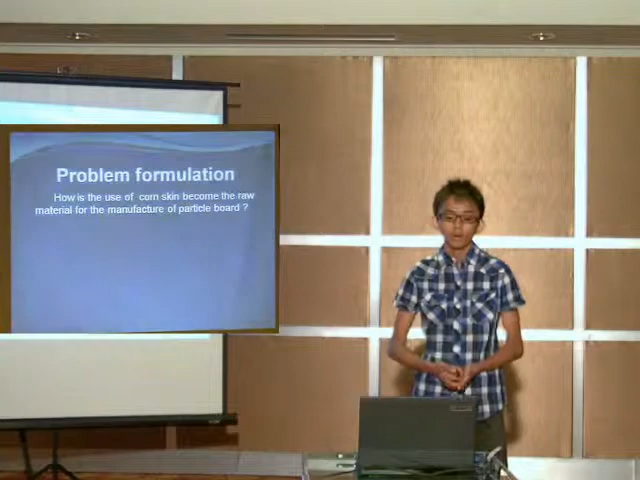 Problem formulation
How is the use of corn skin become the raw
material for the manufacture of particle board ?